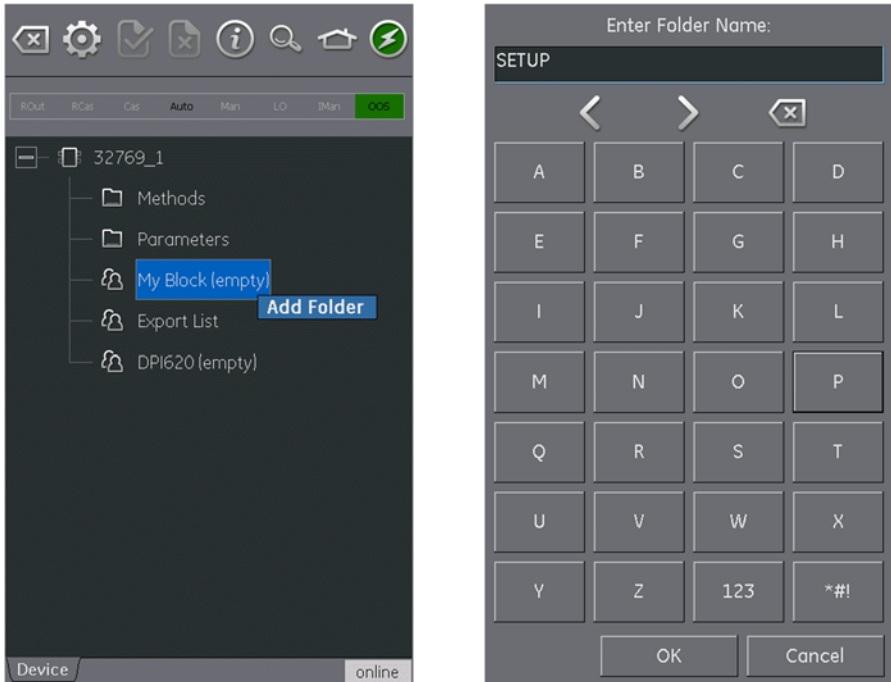 ROut RCas Cas Auto Man LO IMan OOS
32769_1
Methods
Parameters
My Block (empty)
Add Folder
Export List
DPI620 (empty)
Device
online
Enter Folder Name:
SETUP
A B C D
E F G H
I J K L
M N O P
Q R S T
U V W X
Y Z 123 *#!
OK Cancel